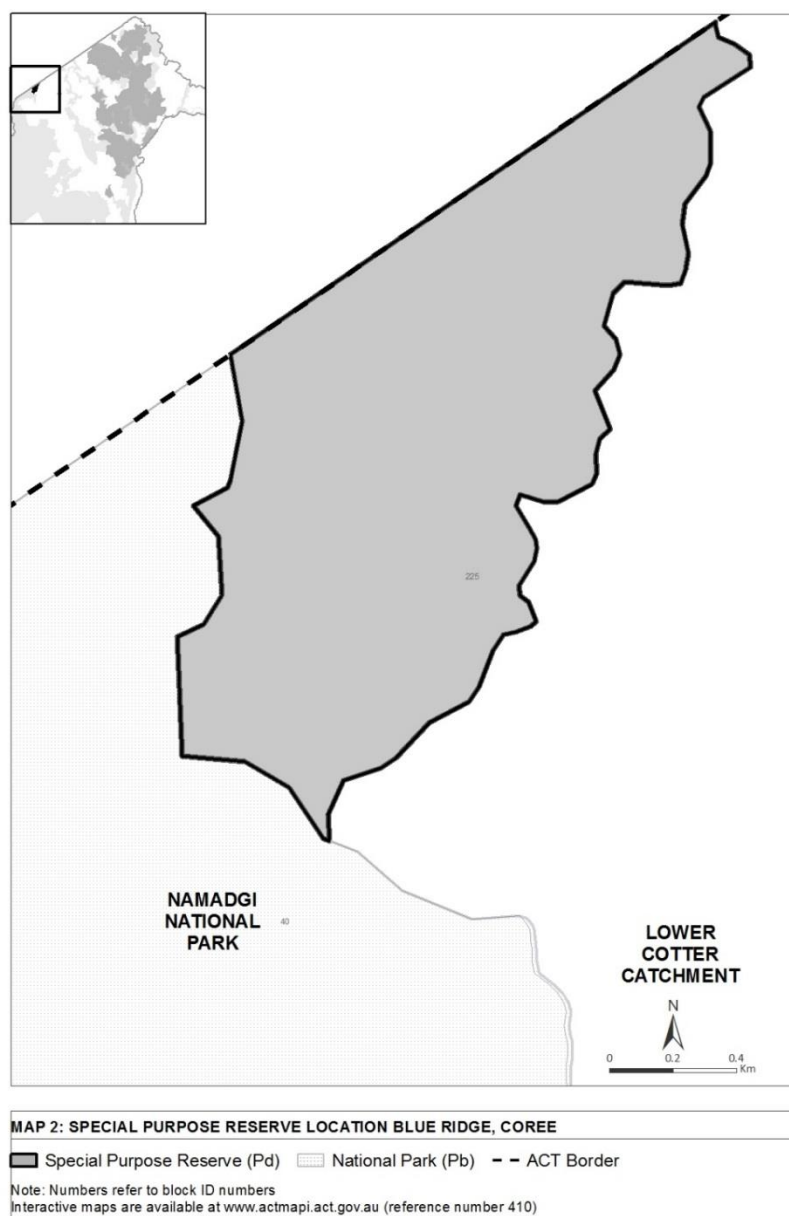 225
NAMADGI
NATIONAL
PARK
40
LOWER
COTTER
CATCHMENT
N
0 0.2 0.4
Km
MAP 2: SPECIAL PURPOSE RESERVE LOCATION BLUE RIDGE, COREE
Special Purpose Reserve (Pd) National Park (Pb) ACT Border
Note: Numbers refer to block ID numbers
Interactive maps are available at www.actmapi.act.gov.au (reference number 410)